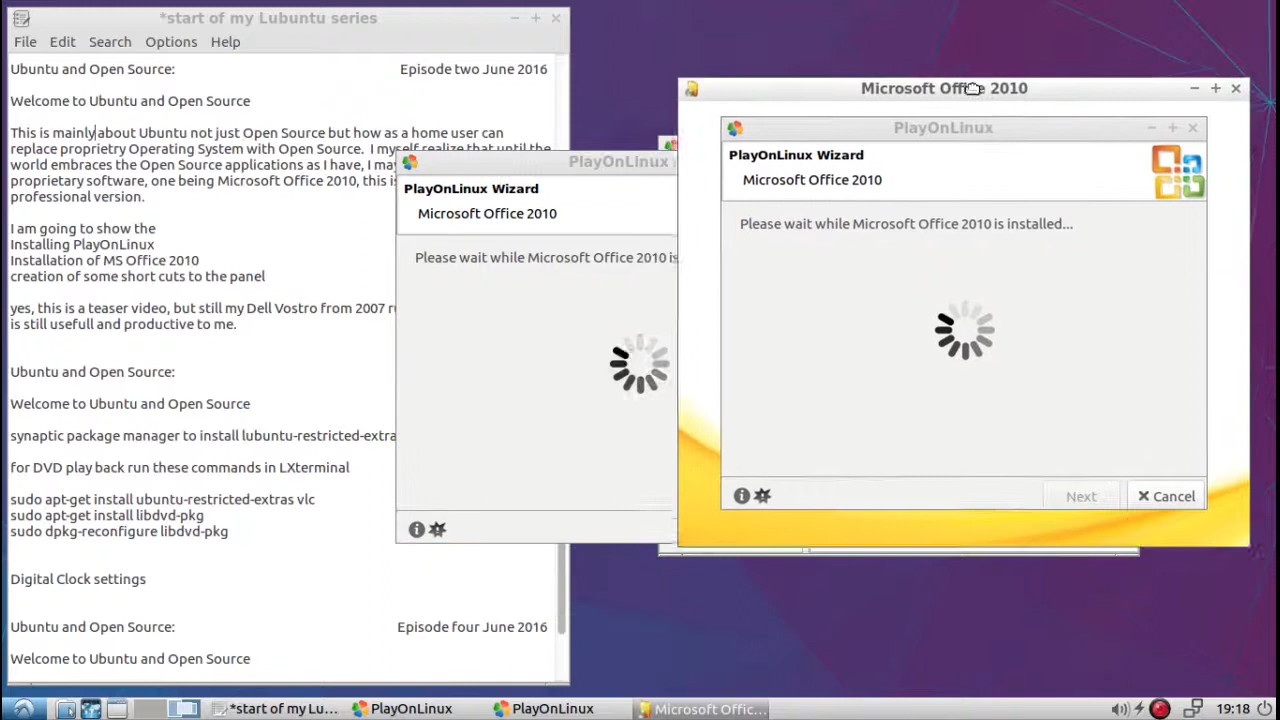 *start of my Lubuntu series
File Edit Search Options Help
Ubuntu and Open Source: Episode two June 2016
Welcome to Ubuntu and Open Source
This is mainly about Ubuntu not just Open Source but how as a home user can
replace proprietry Operating System with Open Source. I myself realize that until the
world embraces the Open Source applications as I have, I ma
proprietary software, one being Microsoft Office 2010, this is
professional version.
I am going to show the
Installing PlayOnLinux
Installation of MS Office 2010
creation of some short cuts to the panel
yes, this is a teaser video, but still my Dell Vostro from 2007 ru
is still usefull and productive to me.
Ubuntu and Open Source:
Welcome to Ubuntu and Open Source
synaptic package manager to install lubuntu-restricted-extra
for DVD play back run these commands in LXterminal
sudo apt-get install ubuntu-restricted-extras vlc
sudo apt-get install libdvd-pkg
sudo dpkg-reconfigure libdvd-pkg
Digital Clock settings
Ubuntu and Open Source: Episode four June 2016
Welcome to Ubuntu and Open Source
PlayOnLinux
PlayOnLinux Wizard
Microsoft Office 2010
Please wait while Microsoft Office 2010 is
Microsoft Office 2010
PlayOnLinux
PlayOnLinux Wizard
Microsoft Office 2010
Please wait while Microsoft Office 2010 is installed...
Next Cancel
*start of my Lu... PlayOnLinux PlayOnLinux Microsoft Offic... 19:18